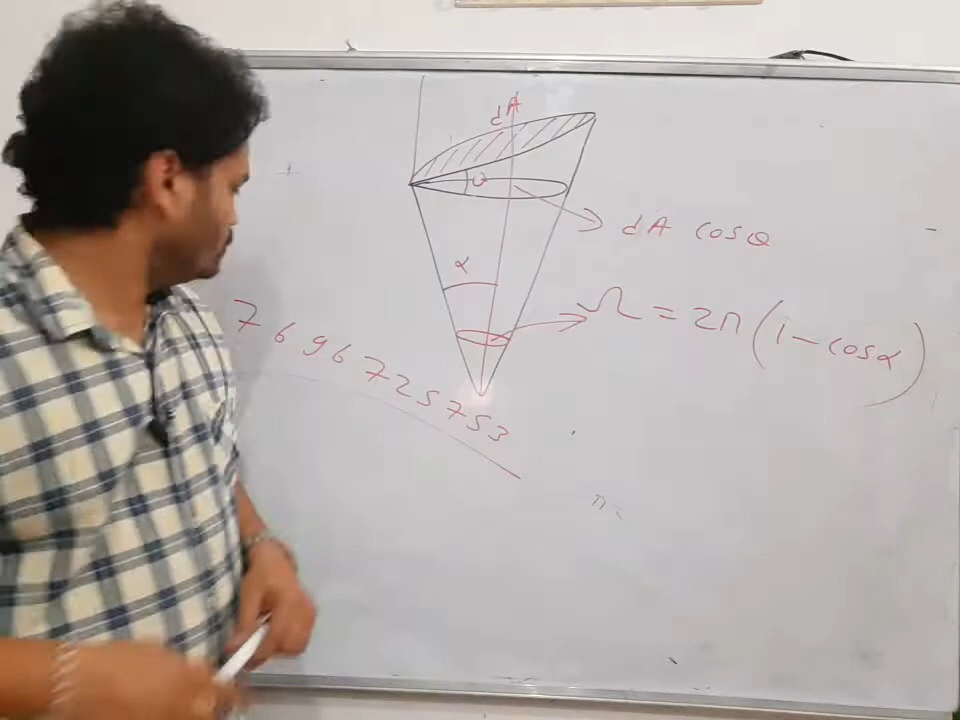 dA
θ
dA cosθ
α
Ω = 2π(1 - cosα)
7696725753